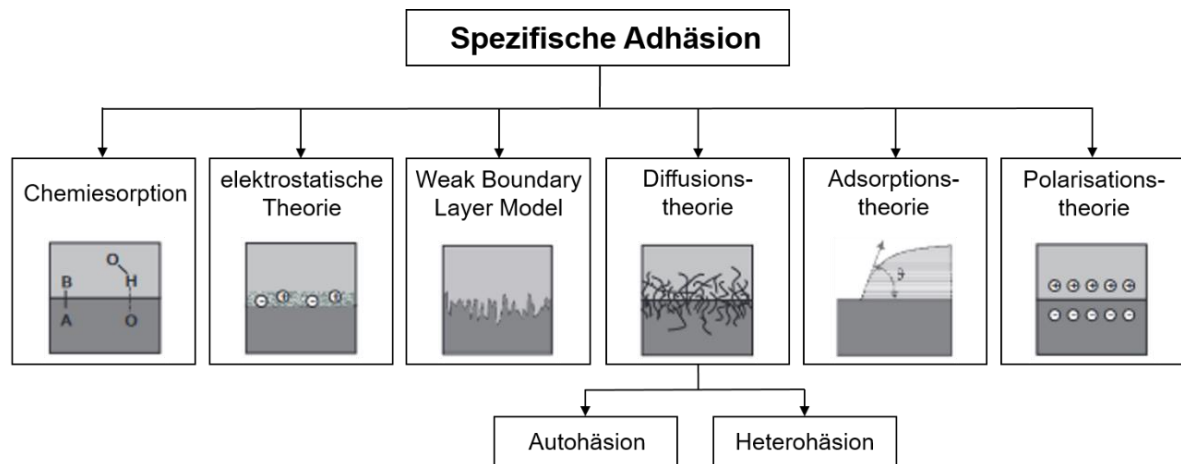 Spezifische Adhäsion
Chemiesorption
elektrostatische
Theorie
Weak Boundary
Layer Model
Diffusions-
theorie
Adsorptions-
theorie
Polarisations-
theorie
B
A
O
H
O
ϑ
Autohäsion
Heterohäsion